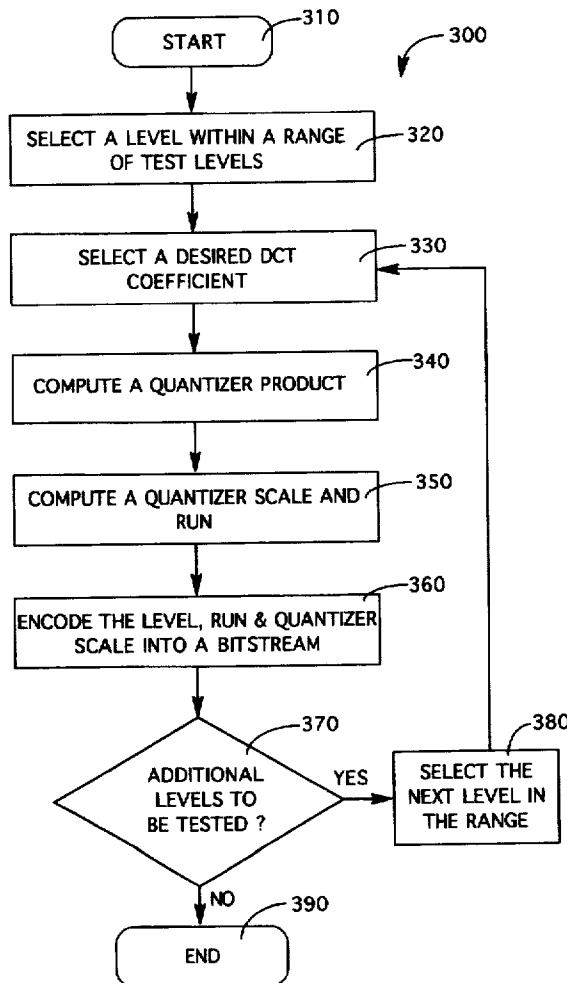 START
310
300
SELECT A LEVEL WITHIN A RANGE
OF TEST LEVELS
320
SELECT A DESIRED DCT
COEFFICIENT
330
COMPUTE A QUANTIZER PRODUCT
340
COMPUTE A QUANTIZER SCALE AND
RUN
350
ENCODE THE LEVEL, RUN & QUANTIZER
SCALE INTO A BITSTREAM
360
370
ADDITIONAL
LEVELS TO
BE TESTED ?
YES
380
SELECT THE
NEXT LEVEL IN
THE RANGE
NO
390
END